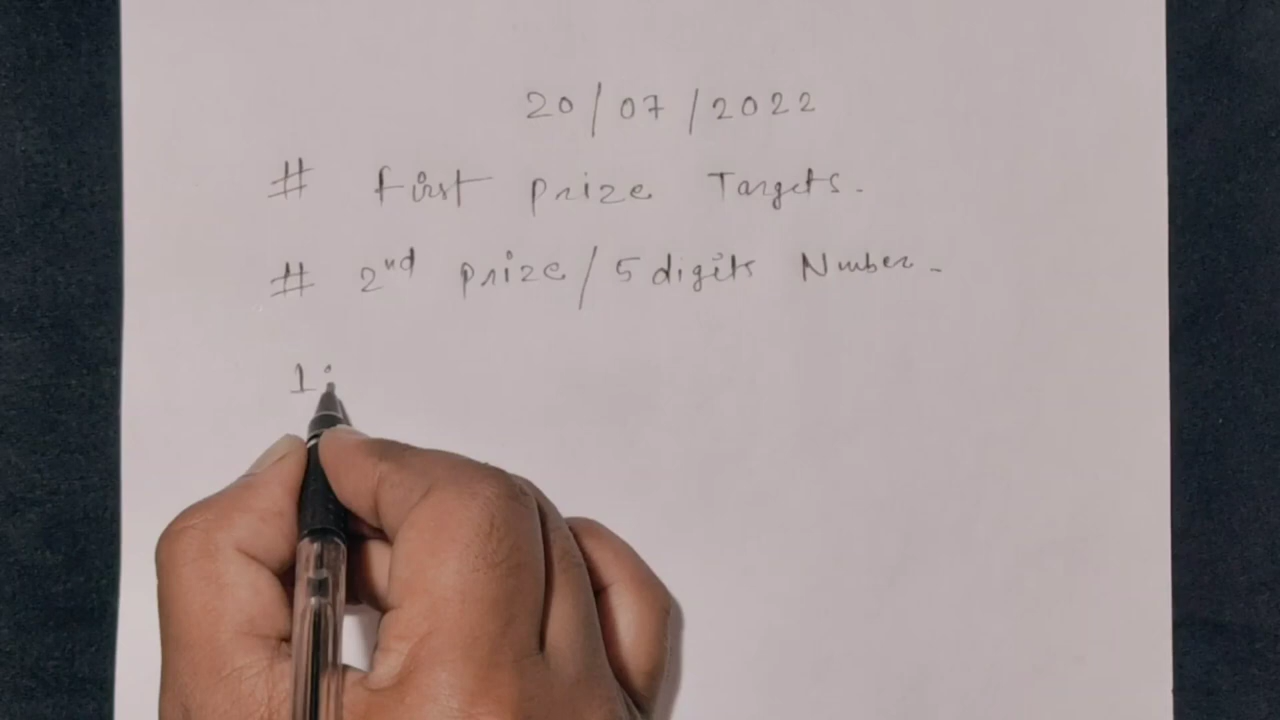 20/07/2022
# First prize Targets.
# 2nd prize/5 digits Number.
1: